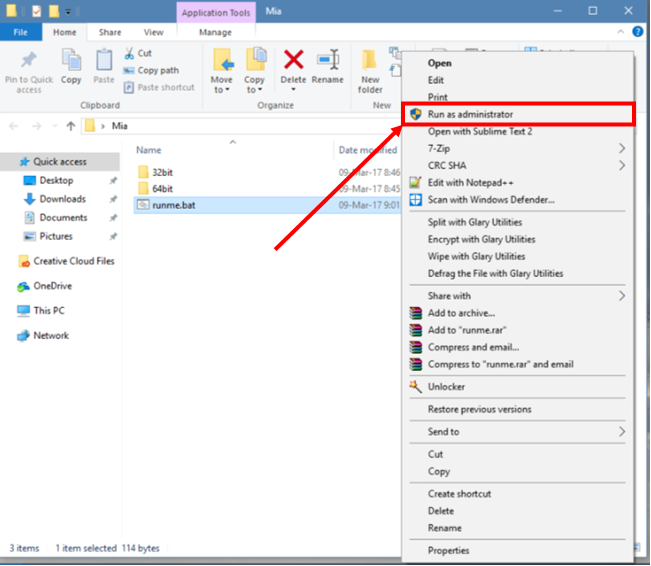 Application Tools
Mia
File
Home
Share
View
Manage
Pin to Quick
access
Copy
Paste
Cut
Copy path
Paste shortcut
Move
to
Copy
to
Delete
Rename
New
folder
Clipboard
Organize
New
Mia
Name
Date modified
Quick access
Desktop
Downloads
Documents
Pictures
Creative Cloud Files
OneDrive
This PC
Network
32bit
09-Mar-17 8:46
64bit
09-Mar-17 8:45
runme.bat
09-Mar-17 9:01
Open
Edit
Print
Run as administrator
Open with Sublime Text 2
7-Zip
CRC SHA
Edit with Notepad++
Scan with Windows Defender...
Split with Glary Utilities
Encrypt with Glary Utilities
Wipe with Glary Utilities
Defrag the File with Glary Utilities
Share with
Add to archive...
Add to "runme.rar"
Compress and email...
Compress to "runme.rar" and email
Unlocker
Restore previous versions
Send to
Cut
Copy
Create shortcut
Delete
Rename
Properties
3 items
1 item selected
114 bytes